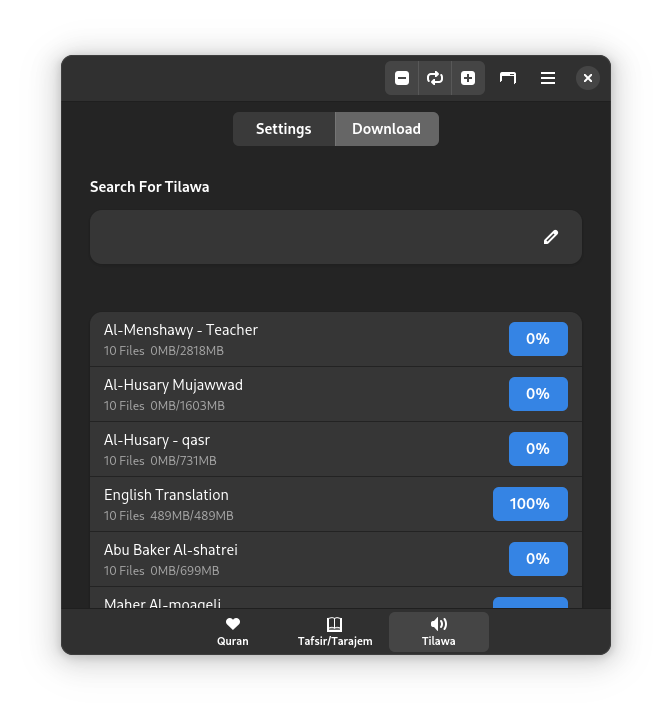 Settings
Download
Search For Tilawa
Al-Menshawy - Teacher
10 Files 0MB/2818MB
0%
Al-Husary Mujawwad
10 Files 0MB/1603MB
0%
Al-Husary - qasr
10 Files 0MB/731MB
0%
English Translation
10 Files 489MB/489MB
100%
Abu Baker Al-shatrei
10 Files 0MB/699MB
0%
Maher Al-moaqeli
Quran
Tafsir/Tarajem
Tilawa